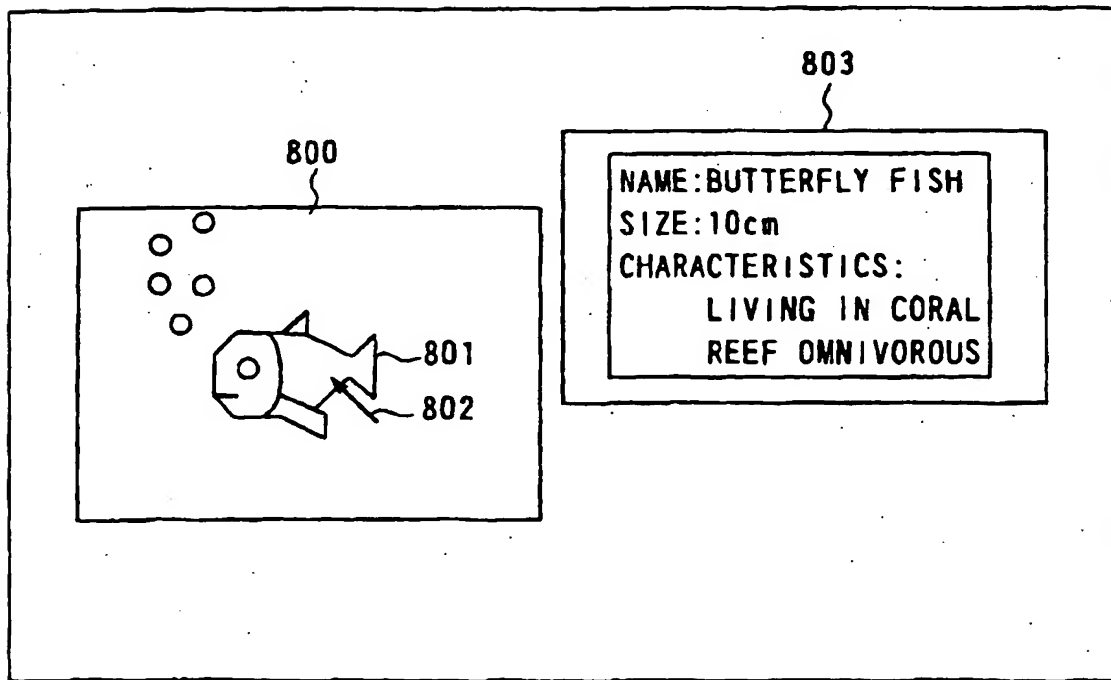 803
800
NAME:BUTTERFLY FISH
SIZE:10cm
CHARACTERISTICS:
LIVING IN CORAL
REEF OMNIVOROUS
801
802